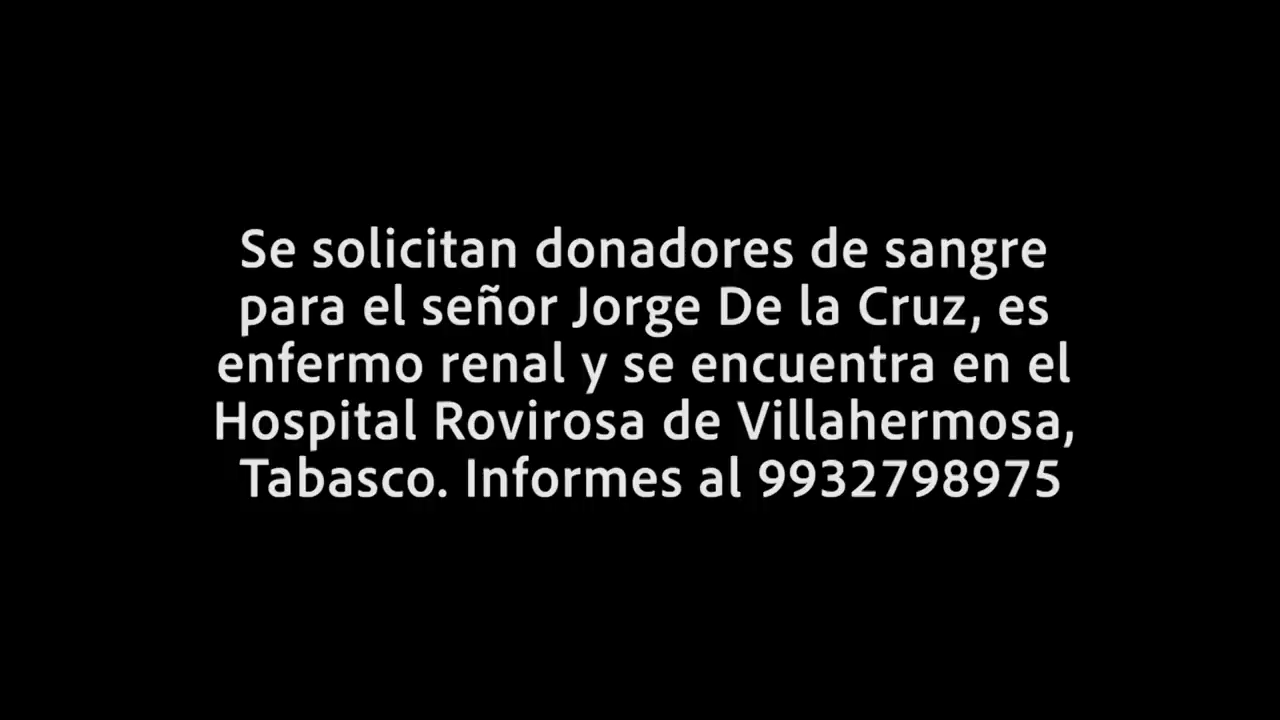 Se solicitan donadores de sangre
para el señor Jorge De la Cruz, es
enfermo renal y se encuentra en el
Hospital Rovirosa de Villahermosa,
Tabasco. Informes al 9932798975